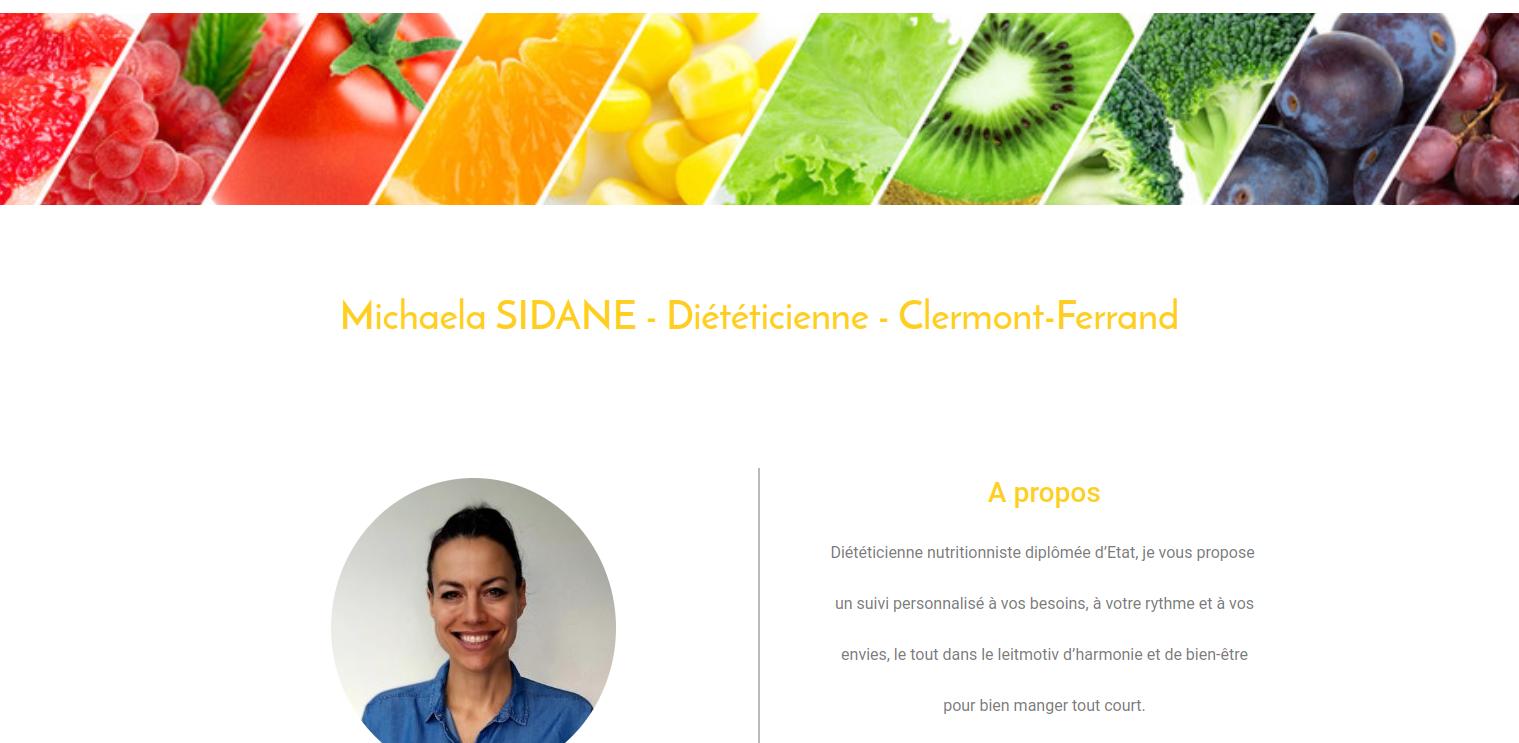 Michaela SIDANE - Diététicienne - Clermont-Ferrand
A propos
Diététicienne nutritionniste diplômée d’Etat, je vous propose
un suivi personnalisé à vos besoins, à votre rythme et à vos
envies, le tout dans le leitmotiv d’harmonie et de bien-être
pour bien manger tout court.